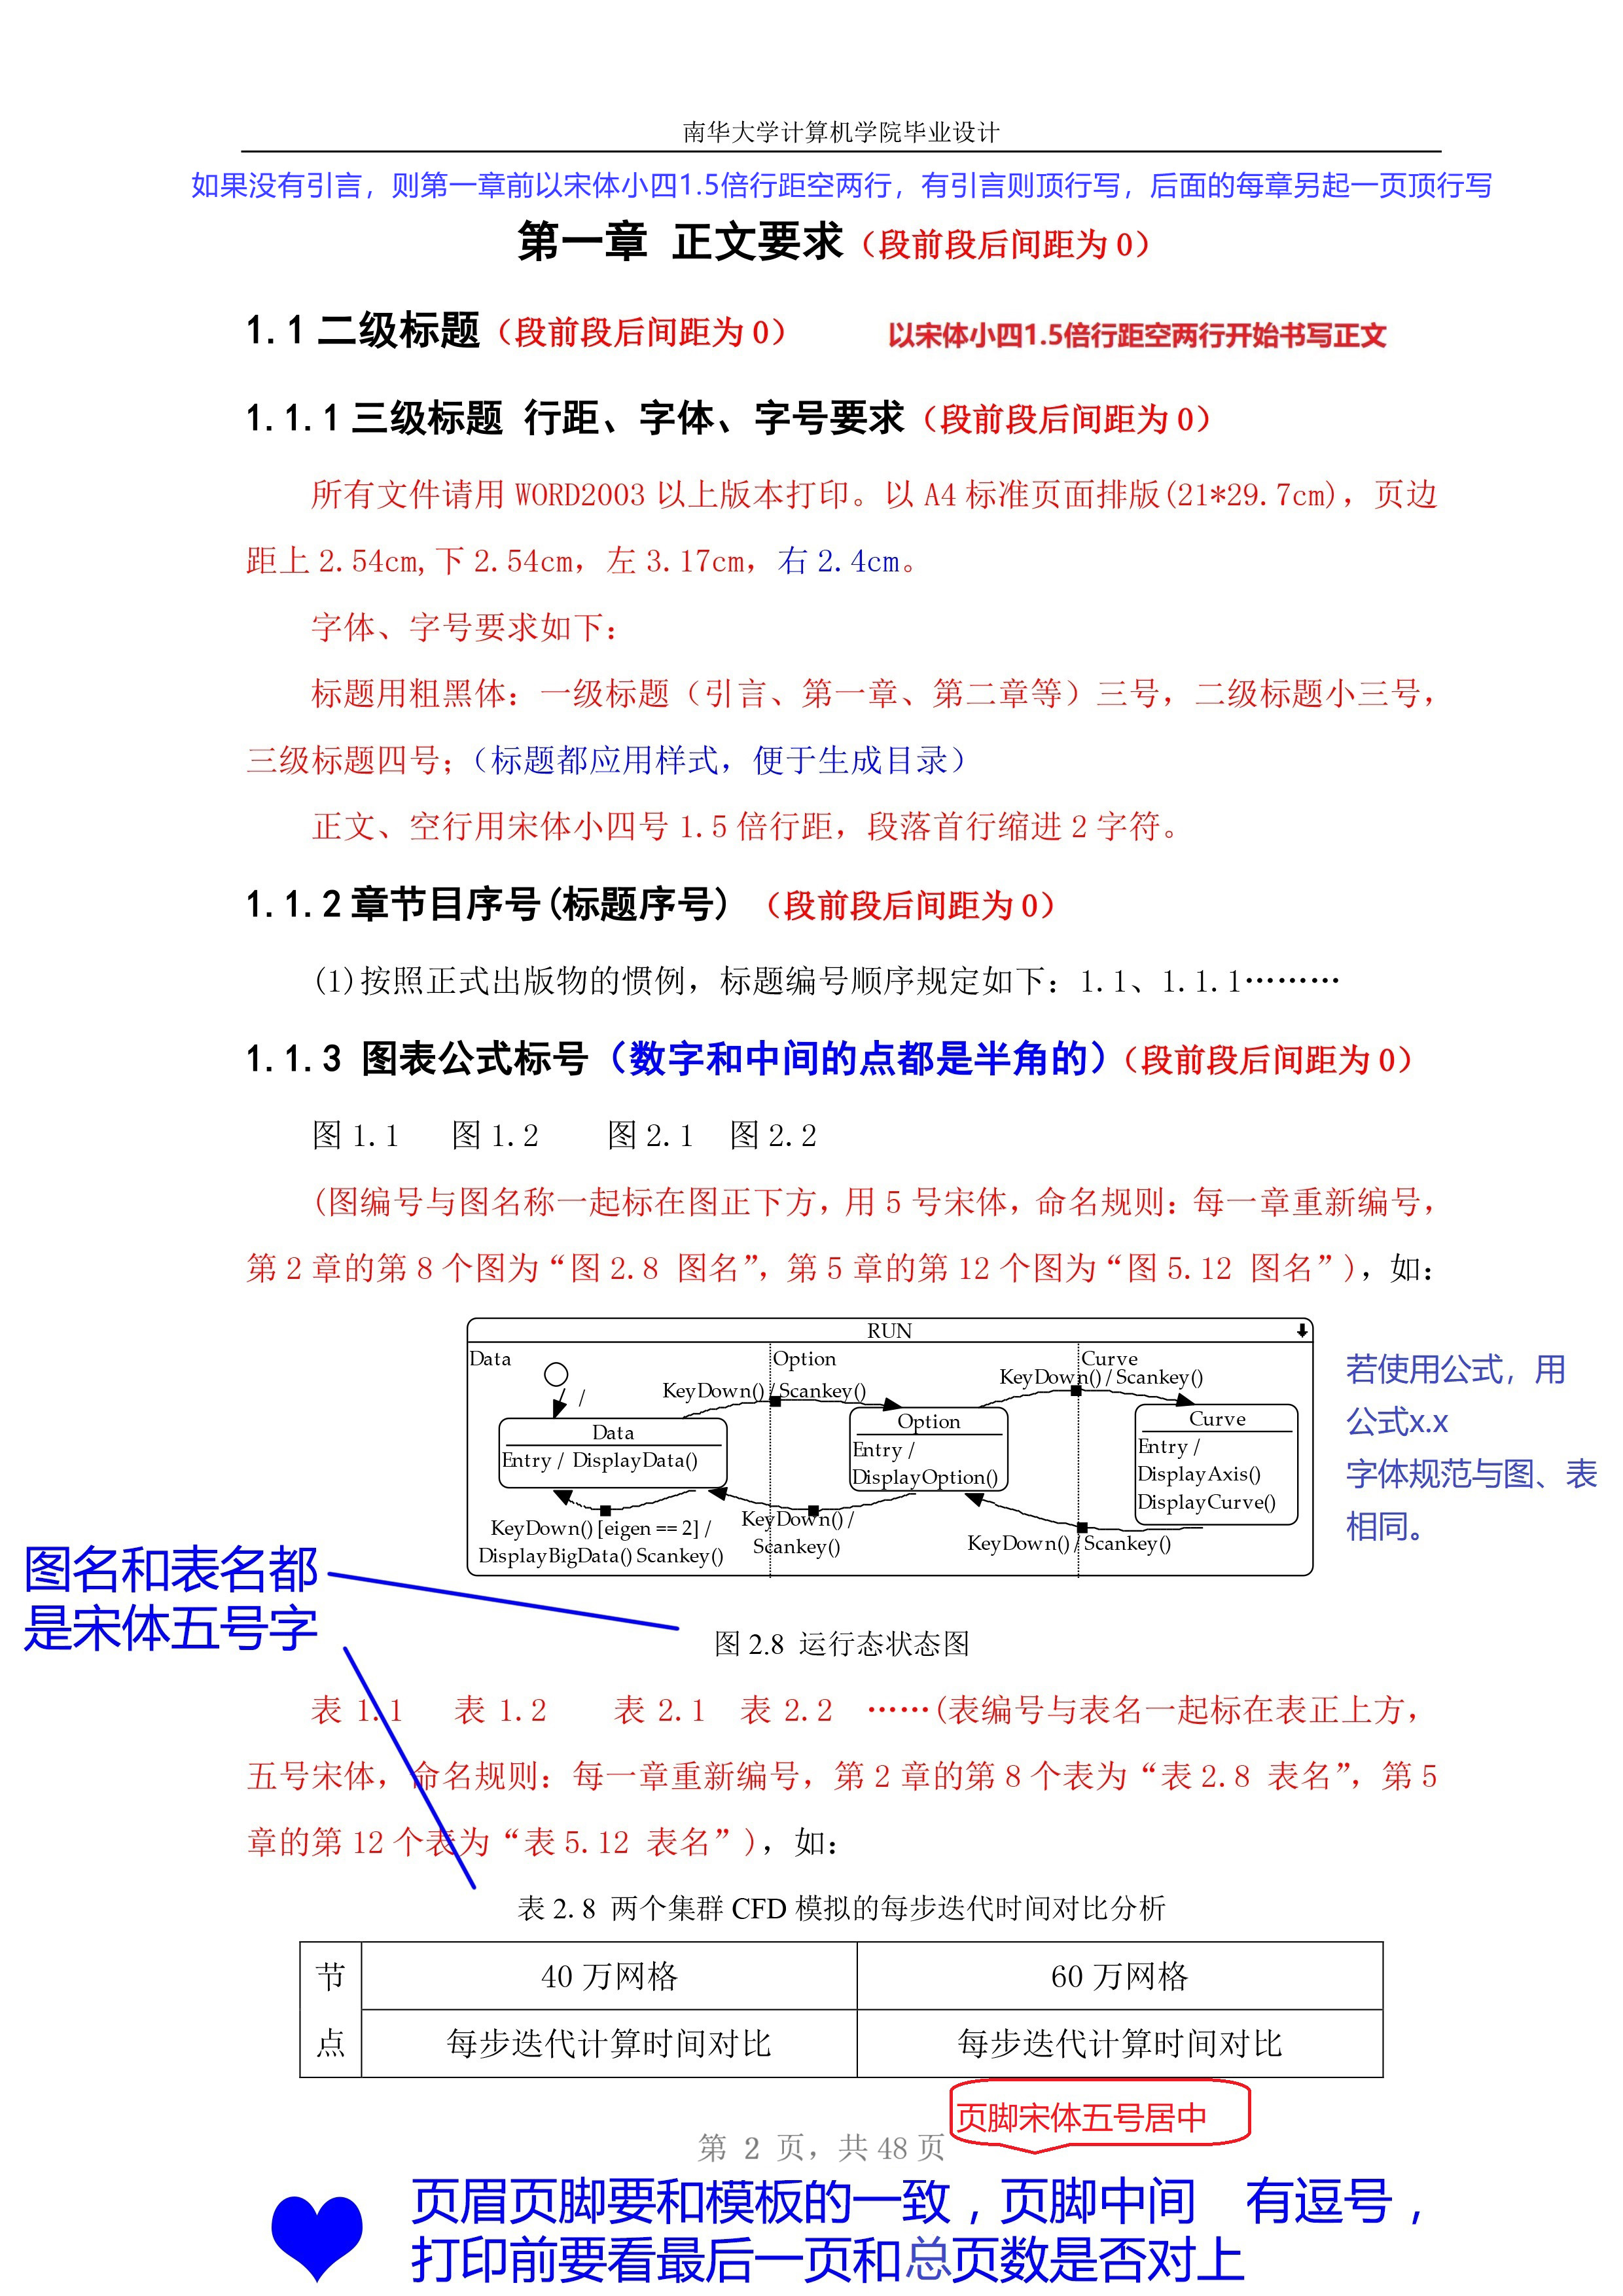 南华大学计算机学院毕业设计
如果没有引言，则第一章前以宋体小四1.5倍行距空两行，有引言则顶行写，后面的每章另起一页顶行写
第一章 正文要求（段前段后间距为0）
1.1二级标题（段前段后间距为0） 以宋体小四1.5倍行距空两行开始书写正文
1.1.1三级标题 行距、字体、字号要求（段前段后间距为0）
所有文件请用WORD2003以上版本打印。以A4标准页面排版(21*29.7cm)，页边
距上2.54cm,下2.54cm，左3.17cm，右2.4cm。
字体、字号要求如下：
标题用粗黑体：一级标题（引言、第一章、第二章等）三号，二级标题小三号，
三级标题四号；（标题都应用样式，便于生成目录）
正文、空行用宋体小四号1.5倍行距，段落首行缩进2字符。
1.1.2章节目序号(标题序号)（段前段后间距为0）
(1)按照正式出版物的惯例，标题编号顺序规定如下：1.1、1.1.1………
1.1.3 图表公式标号（数字和中间的点都是半角的）（段前段后间距为0）
图1.1 图1.2 图2.1 图2.2
(图编号与图名称一起标在图正下方，用5号宋体，命名规则：每一章重新编号，
第2章的第8个图为“图2.8 图名”，第5章的第12个图为“图5.12 图名”)，如：
RUN
Data Option Curve
KeyDown() / Scankey()
KeyDown() / Scankey()
/
Data
Entry / DisplayData()
Option
Entry /
DisplayOption()
Curve
Entry /
DisplayAxis()
DisplayCurve()
KeyDown() [eigen == 2] /
DisplayBigData() Scankey()
KeyDown() /
Scankey()
KeyDown() / Scankey()
若使用公式，用
公式x.x
字体规范与图、表
相同。
图名和表名都
是宋体五号字
图2.8 运行态状态图
表 1.1 表 1.2 表 2.1 表 2.2 ……(表编号与表名一起标在表正上方，
五号宋体，命名规则：每一章重新编号，第2章的第8个表为“表2.8 表名”，第5
章的第12个表为“表5.12 表名”)，如：
表2.8 两个集群CFD模拟的每步迭代时间对比分析
节点 40万网格 60万网格
每步迭代计算时间对比 每步迭代计算时间对比
页脚宋体五号居中
第 2 页，共48页
页眉页脚要和模板的一致，页脚中间 有逗号，
打印前要看最后一页和总页数是否对上